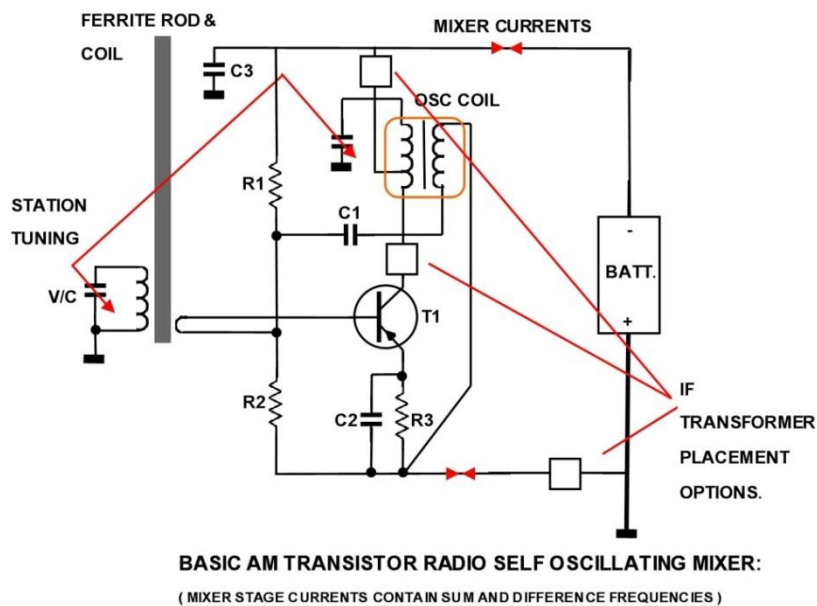 FERRITE ROD &
COIL
MIXER CURRENTS
C3
OSC COIL
R1
STATION
TUNING
C1
-
BATT.
+
V/C
T1
R2
C2
R3
IF
TRANSFORMER
PLACEMENT
OPTIONS.
BASIC AM TRANSISTOR RADIO SELF OSCILLATING MIXER:
( MIXER STAGE CURRENTS CONTAIN SUM AND DIFFERENCE FREQUENCIES )